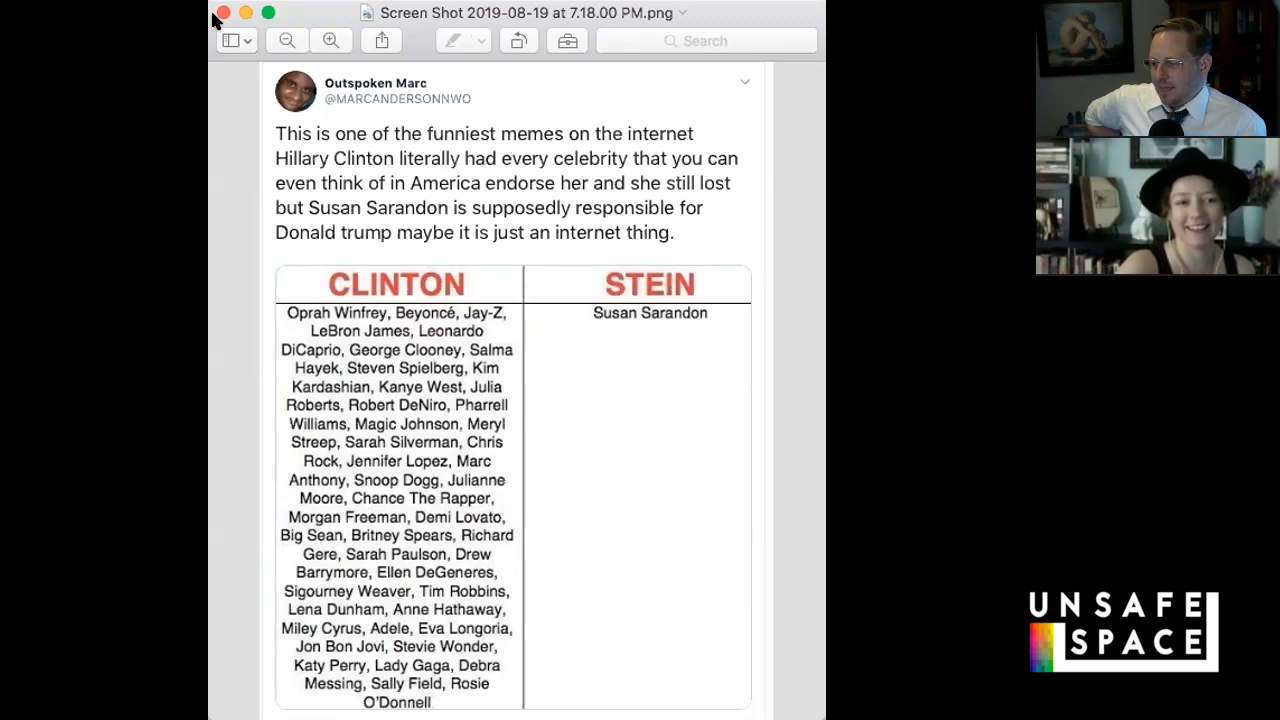 Screen Shot 2019-08-19 at 7.18.00 PM.png
Search
Outspoken Marc
@MARCANDERSONNWO
This is one of the funniest memes on the internet
Hillary Clinton literally had every celebrity that you can
even think of in America endorse her and she still lost
but Susan Sarandon is supposedly responsible for
Donald trump maybe it is just an internet thing.
CLINTON
Oprah Winfrey, Beyoncé, Jay-Z,
LeBron James, Leonardo
DiCaprio, George Clooney, Salma
Hayek, Steven Spielberg, Kim
Kardashian, Kanye West, Julia
Roberts, Robert DeNiro, Pharrell
Williams, Magic Johnson, Meryl
Streep, Sarah Silverman, Chris
Rock, Jennifer Lopez, Marc
Anthony, Snoop Dogg, Julianne
Moore, Chance The Rapper,
Morgan Freeman, Demi Lovato,
Big Sean, Britney Spears, Richard
Gere, Sarah Paulson, Drew
Barrymore, Ellen DeGeneres,
Sigourney Weaver, Tim Robbins,
Lena Dunham, Anne Hathaway,
Miley Cyrus, Adele, Eva Longoria,
Jon Bon Jovi, Stevie Wonder,
Katy Perry, Lady Gaga, Debra
Messing, Sally Field, Rosie
O'Donnell
STEIN
Susan Sarandon
UNSAFE
SPACE